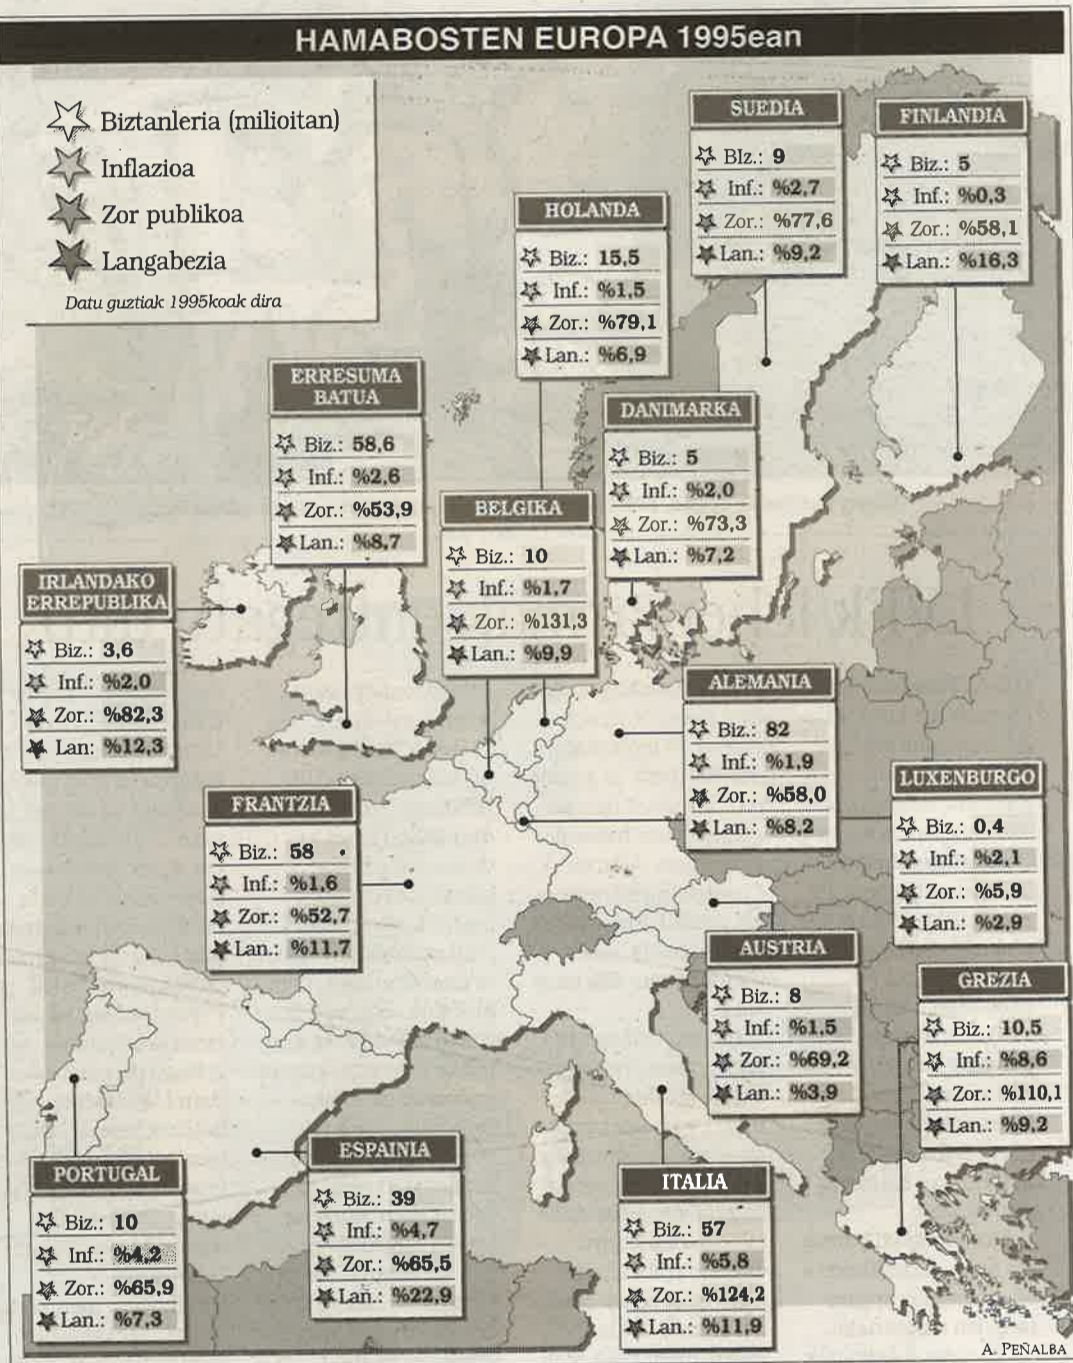 HAMABOSTEN EUROPA 1995ean
Biztanleria (milioitan)
Inflazioa
Zor publikoa
Langabezia
Datu guztiak 1995koak dira
SUEDIA
BIz.: 9
Inf.: %2,7
Zor.: %77,6
Lan.: %9,2
FINLANDIA
Biz.: 5
Inf.: %0,3
Zor.: %58,1
Lan.: %16,3
HOLANDA
Biz.: 15,5
Inf.: %1,5
Zor.: %79,1
Lan.: %6,9
ERRESUMA
BATUA
Biz.: 58,6
Inf.: %2,6
Zor.: %53,9
Lan.: %8,7
DANIMARKA
Biz.: 5
Inf.: %2,0
Zor.: %73,3
Lan.: %7,2
BELGIKA
Biz.: 10
Inf.: %1,7
Zor.: %131,3
Lan.: %9,9
IRLANDAKO
ERREPUBLIKA
Biz.: 3,6
Inf.: %2,0
Zor.: %82,3
Lan: %12,3
ALEMANIA
Biz.: 82
Inf.: %1,9
Zor.: %58,0
Lan.: %8,2
LUXENBURGO
Biz.: 0,4
Inf.: %2,1
Zor.: %5,9
Lan.: %2,9
FRANTZIA
Biz.: 58
Inf.: %1,6
Zor.: %52,7
Lan.: %11,7
AUSTRIA
Biz.: 8
Inf.: %1,5
Zor.: %69,2
Lan.: %3,9
GREZIA
Biz.: 10,5
Inf.: %8,6
Zor.: %110,1
Lan.: %9,2
PORTUGAL
Biz.: 10
Inf.: %4,2
Zor.: %65,9
Lan.: %7,3
ESPAINIA
Biz.: 39
Inf.: %4,7
Zor.: %65,5
Lan.: %22,9
ITALIA
Biz.: 57
Inf.: %5,8
Zor.: %124,2
Lan.: %11,9
A. PEÑALBA